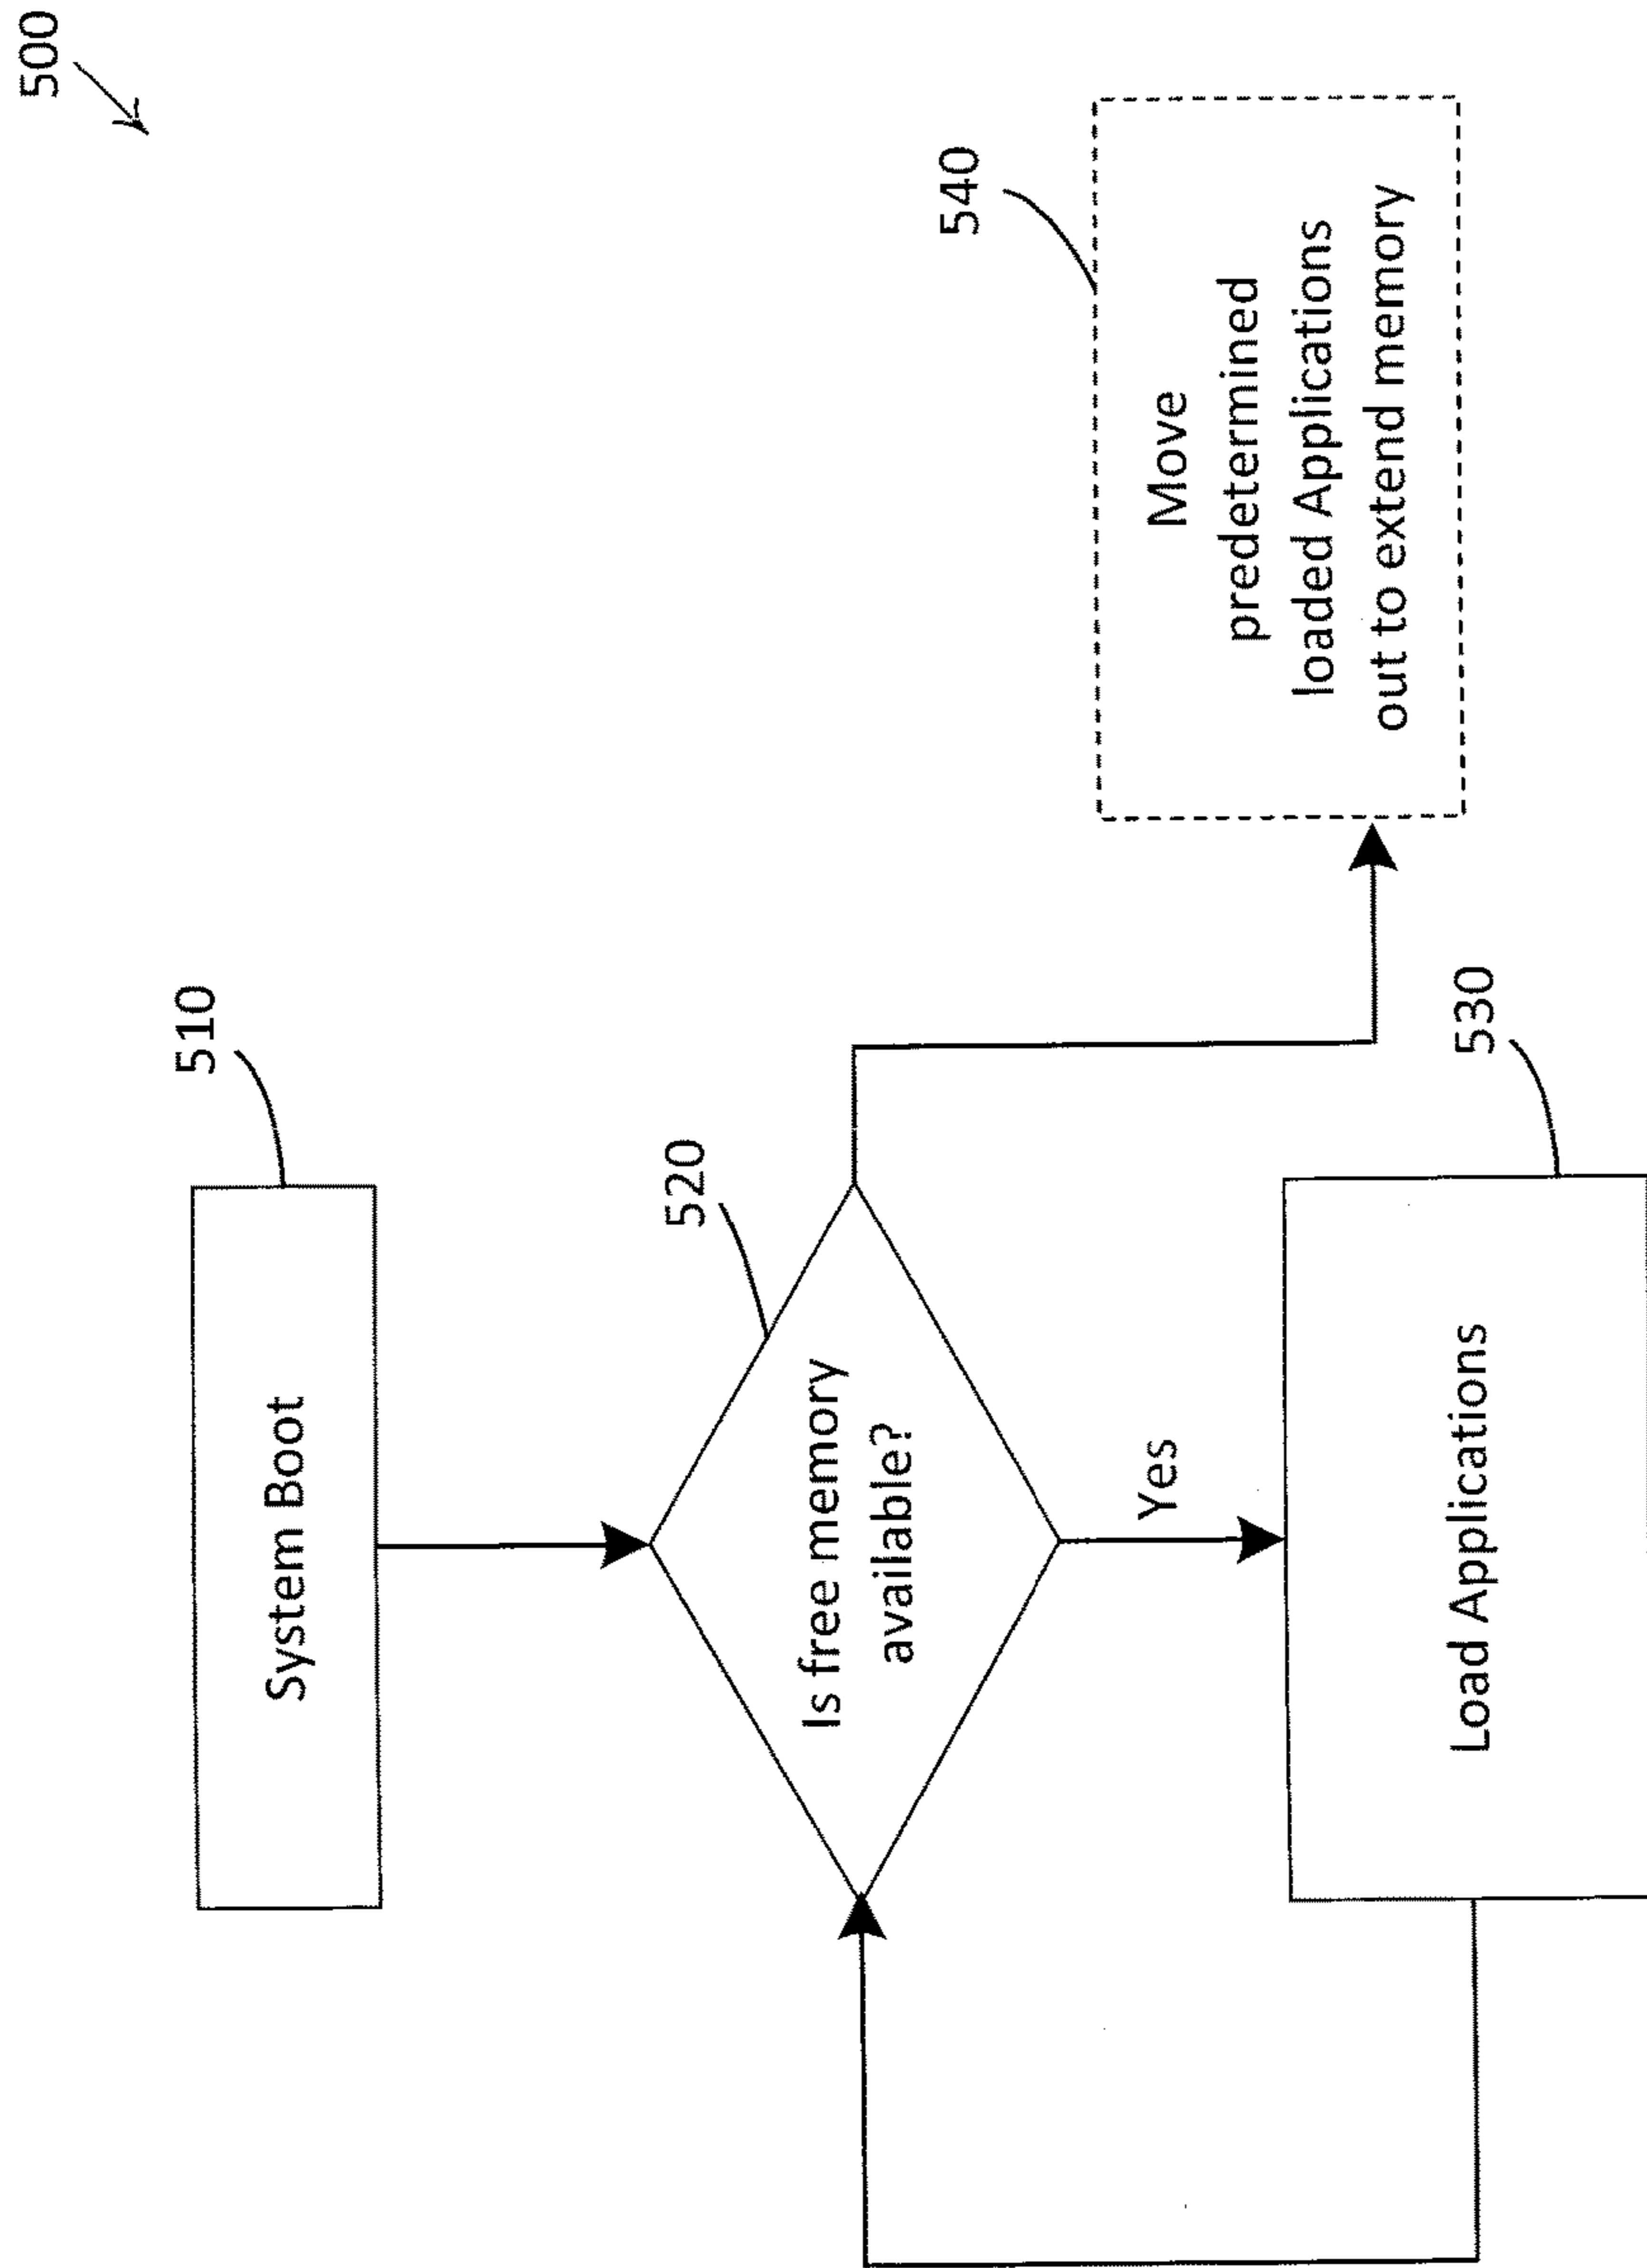 500
510
System Boot
520
Is free memory
available?
Yes
530
Load Applications
540
Move
predetermined
loaded Applications
out to extend memory